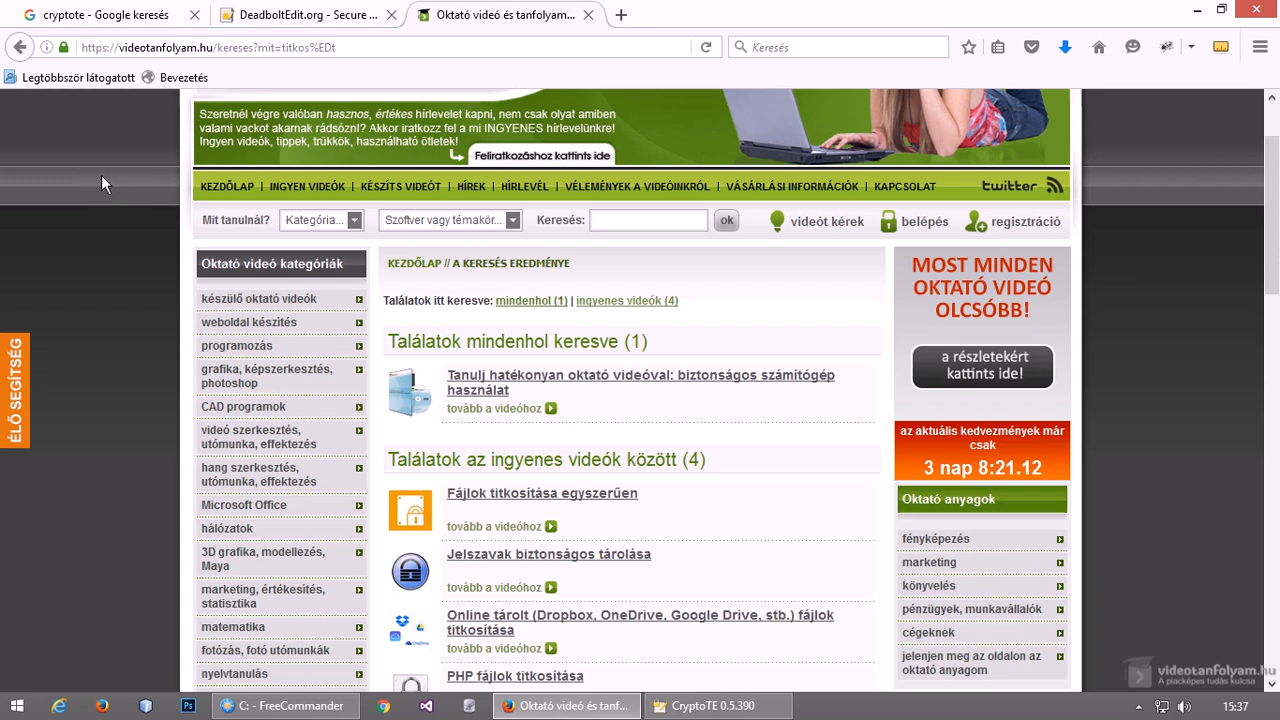 cryptote - Google keresés
DeadboltEdit.org - Secure ...
Oktató videó és tanfolyam...
https://videotanfolyam.hu/kereses?mit=titkos%EDt
Keresés
Legtöbbször látogatott
Bevezetés
Szeretnél végre valóban hasznos, értékes hírlevelet kapni, nem csak olyat amiben
valami vackot akarnak rádsózni? Akkor iratkozz fel a mi INGYENES hírlevelünkre!
Ingyen videók, tippek, trükkök, használható ötletek!
Feliratkozáshoz kattints ide
KEZDŐLAP | INGYEN VIDEÓK | KÉSZÍTS VIDEÓT | HÍREK | HÍRLEVÉL | VÉLEMÉNYEK A VIDEÓINKRÓL | VÁSÁRLÁSI INFORMÁCIÓK | KAPCSOLAT
twitter
Mit tanulnál?
Kategória...
Szoftver vagy témakör...
Keresés:
ok
videót kérek
belépés
regisztráció
ÉLŐ SEGÍTSÉG
Oktató videó kategóriák
készülő oktató videók
weboldal készítés
programozás
grafika, képszerkesztés,
photoshop
CAD programok
videó szerkesztés,
utómunka, effektezés
hang szerkesztés,
utómunka, effektezés
Microsoft Office
hálózatok
3D grafika, modellezés,
Maya
marketing, értékesítés,
statisztika
matematika
fotózás, fotó utómunkák
nyelvtanulás
KEZDŐLAP // A KERESÉS EREDMÉNYE
Találatok itt keresve: mindenhol (1) | ingyenes videók (4)
Találatok mindenhol keresve (1)
Tanulj hatékonyan oktató videóval: biztonságos számítógép
használat
tovább a videóhoz
Találatok az ingyenes videók között (4)
Fájlok titkosítása egyszerűen
tovább a videóhoz
Jelszavak biztonságos tárolása
tovább a videóhoz
Online tárolt (Dropbox, OneDrive, Google Drive, stb.) fájlok
titkosítása
tovább a videóhoz
PHP fájlok titkosítása
MOST MINDEN
OKTATÓ VIDEÓ
OLCSÓBB!
a részletekért
kattints ide!
az aktuális kedvezmények már
csak
3 nap 8:21.12
Oktató anyagok
fényképezés
marketing
könyvelés
pénzügyek, munkavállalók
cégeknek
jelenjen meg az oldalon az
oktató anyagom
videotanfolyam.hu
A piacképes tudás kulcsa
Ps
C: - FreeCommander
Oktató videó és tanf...
CryptoTE 0.5.390
15:37